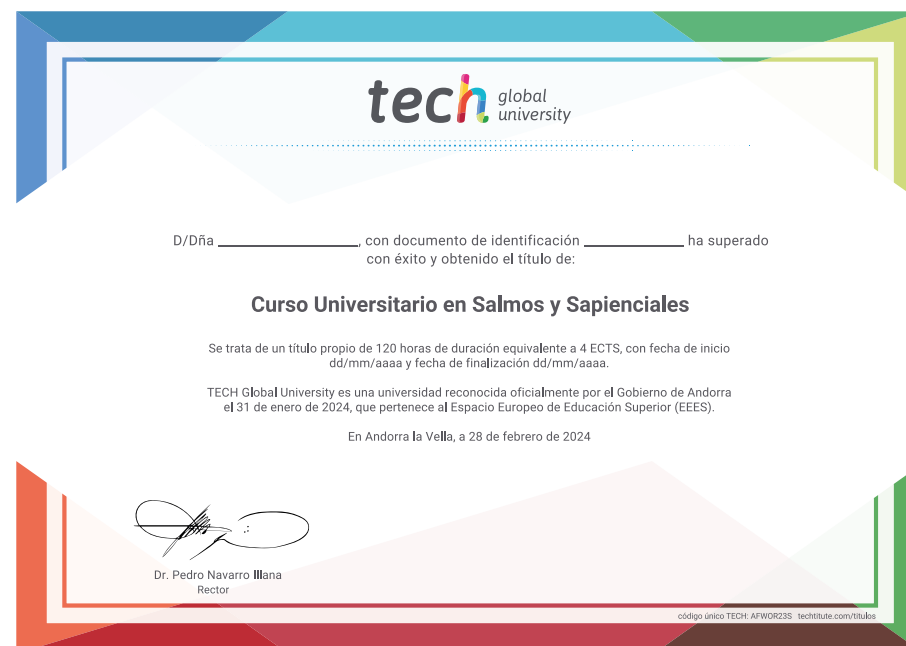 tech global university
D/Dña ____________, con documento de identificación ____________ ha superado
con éxito y obtenido el título de:
Curso Universitario en Salmos y Sapienciales
Se trata de un título propio de 120 horas de duración equivalente a 4 ECTS, con fecha de inicio
dd/mm/aaaa y fecha de finalización dd/mm/aaaa.
TECH Global University es una universidad reconocida oficialmente por el Gobierno de Andorra
el 31 de enero de 2024, que pertenece al Espacio Europeo de Educación Superior (EEES).
En Andorra la Vella, a 28 de febrero de 2024
Dr. Pedro Navarro Illana
Rector
código único TECH: AFWOR23S techtitute.com/titulos